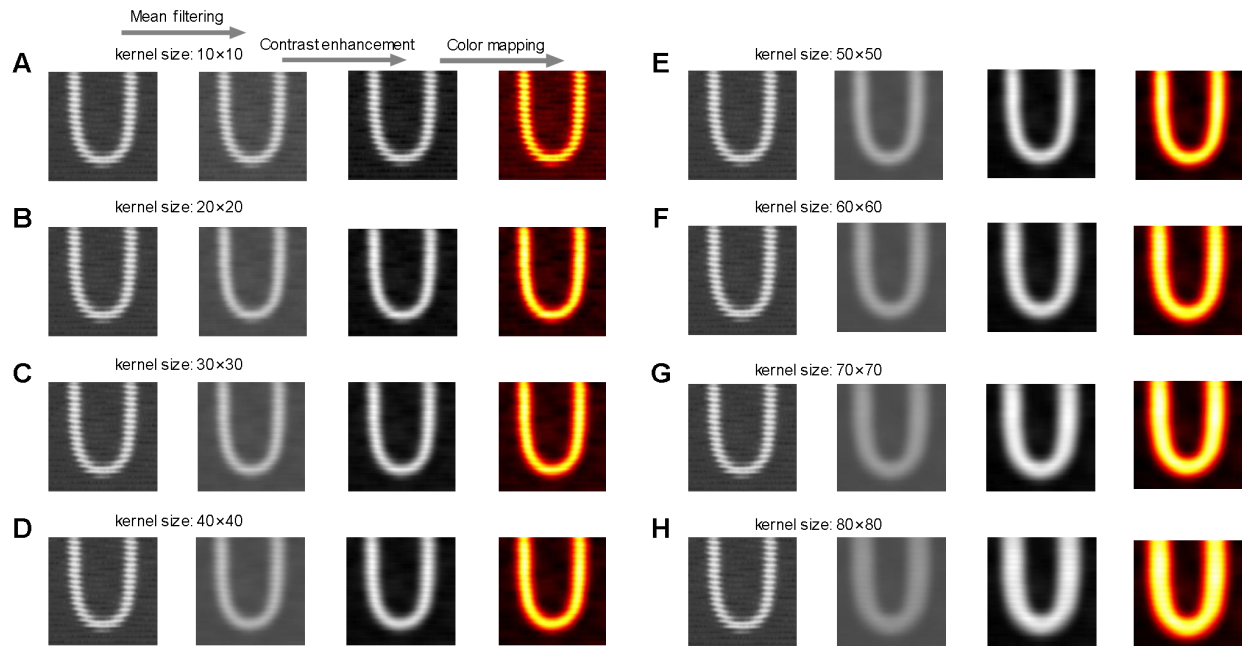 Mean filtering
Contrast enhancement
Color mapping
A
kernel size: 10×10
B
kernel size: 20×20
C
kernel size: 30×30
D
kernel size: 40×40
E
kernel size: 50×50
F
kernel size: 60×60
G
kernel size: 70×70
H
kernel size: 80×80